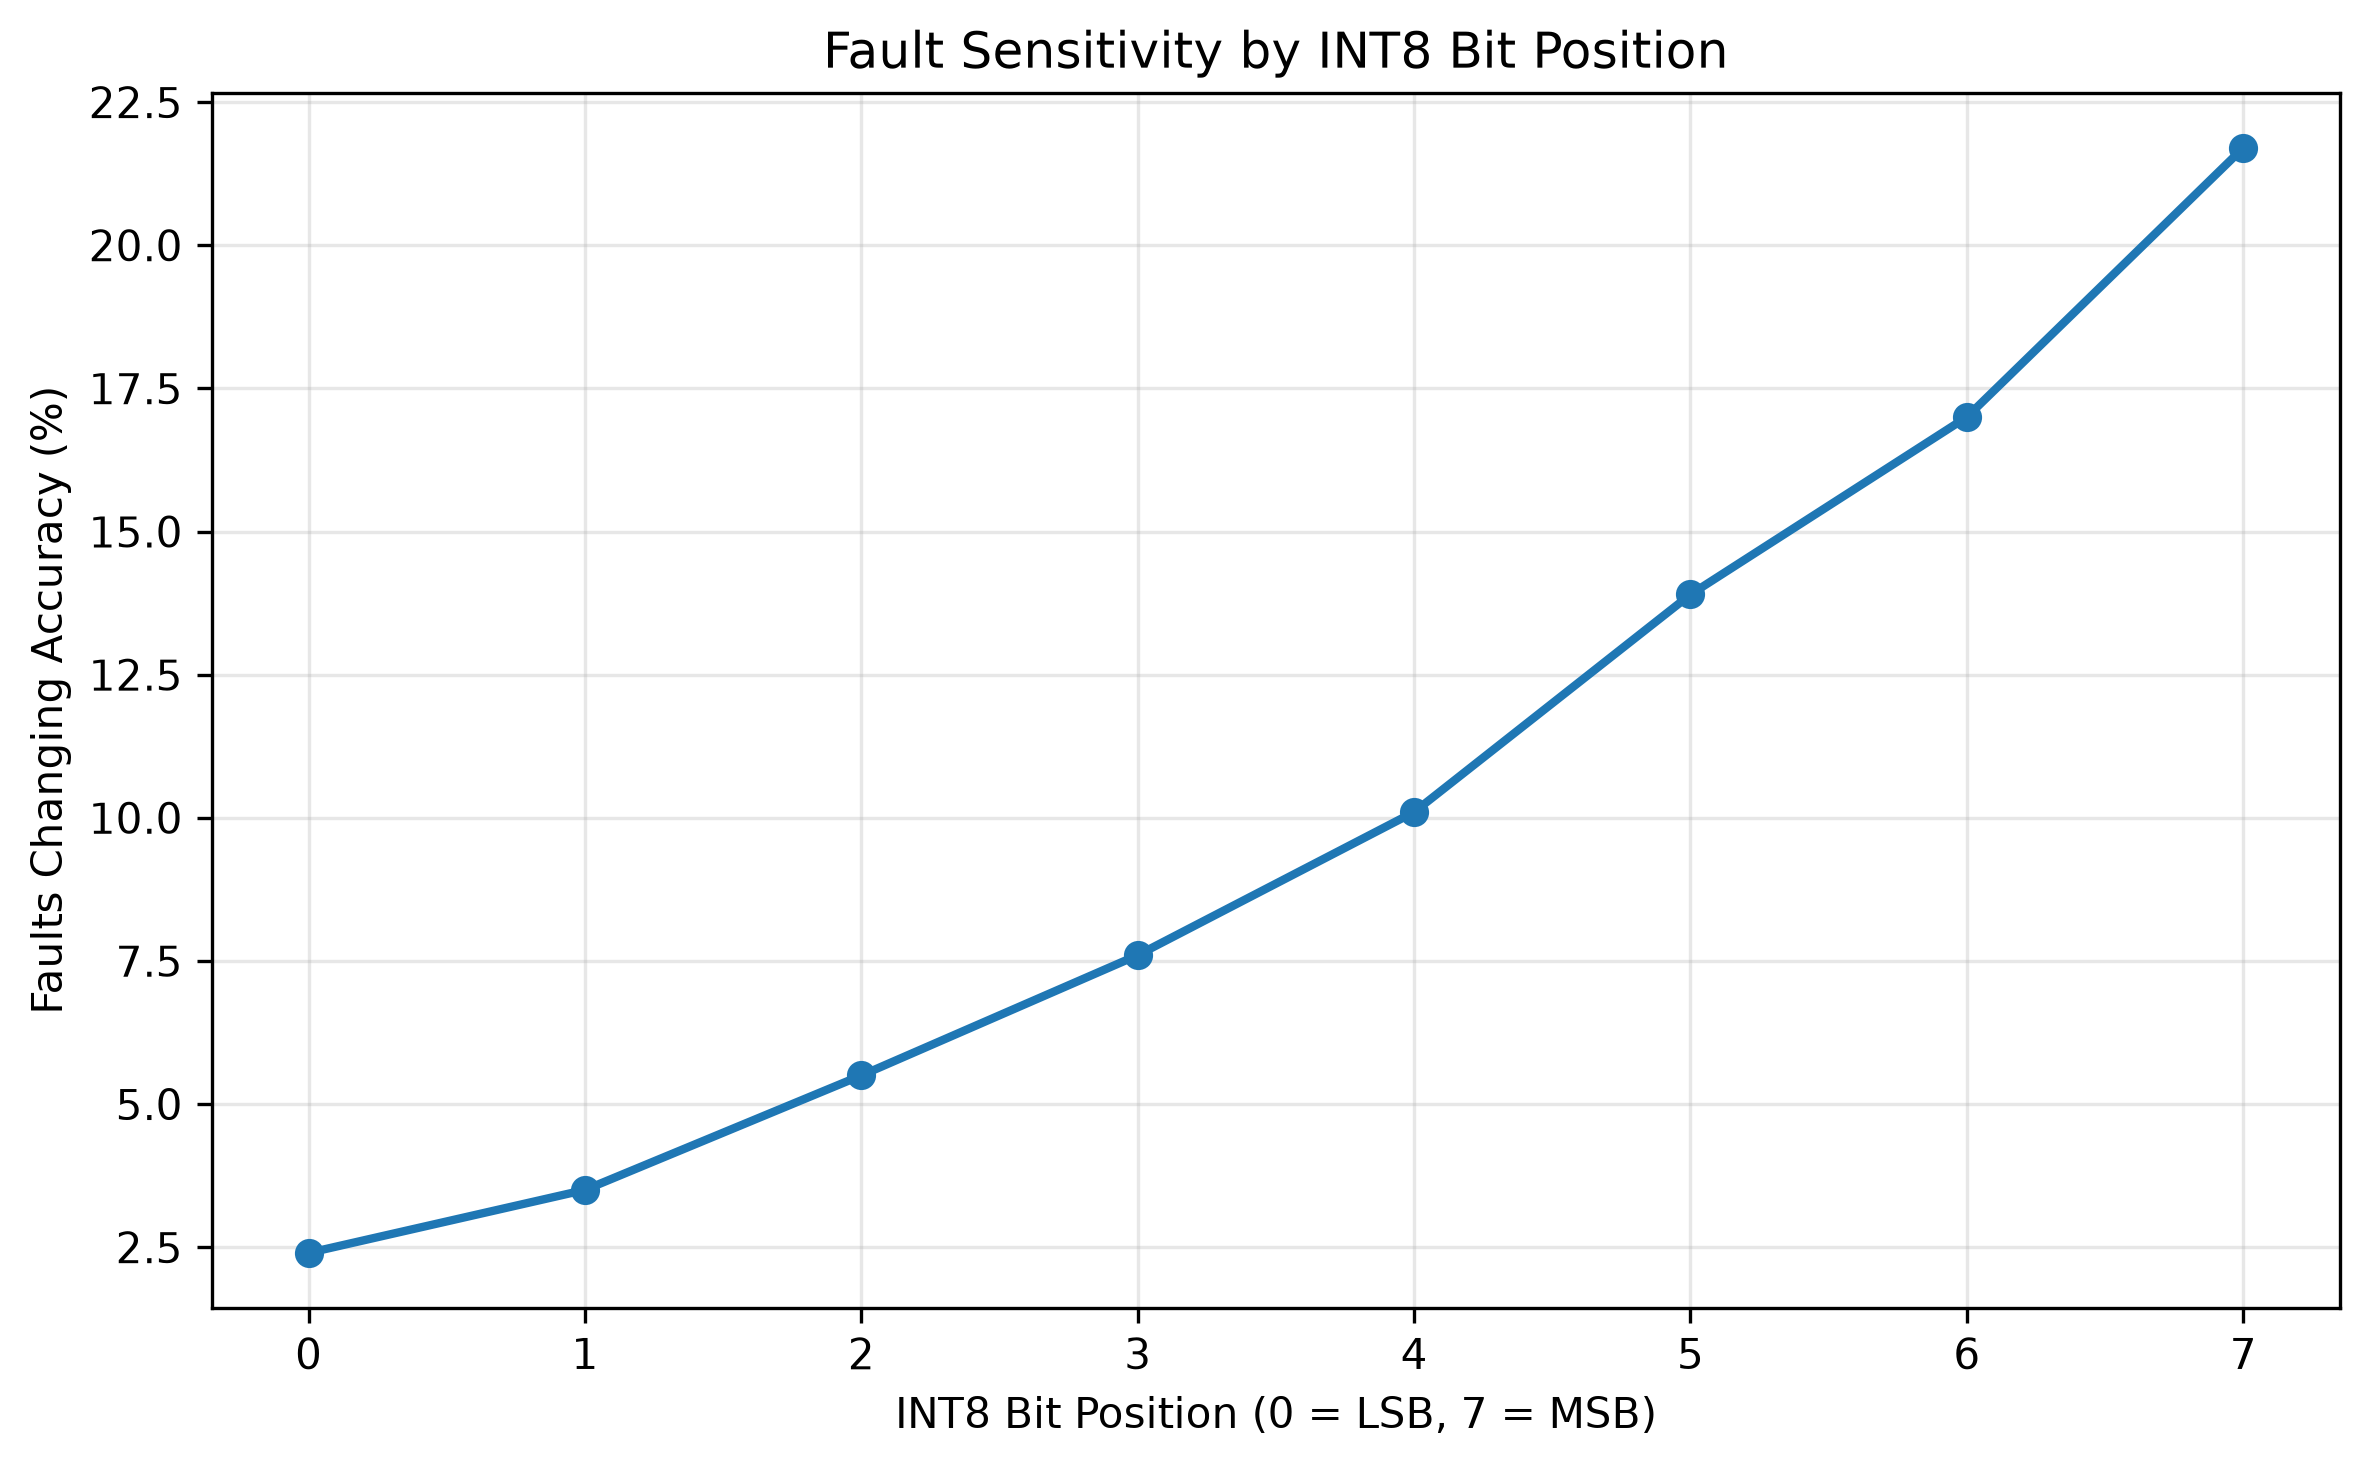 Fault Sensitivity by INT8 Bit Position
Faults Changing Accuracy (%)
22.5
20.0
17.5
15.0
12.5
10.0
7.5
5.0
2.5
0 1 2 3 4 5 6 7
INT8 Bit Position (0 = LSB, 7 = MSB)